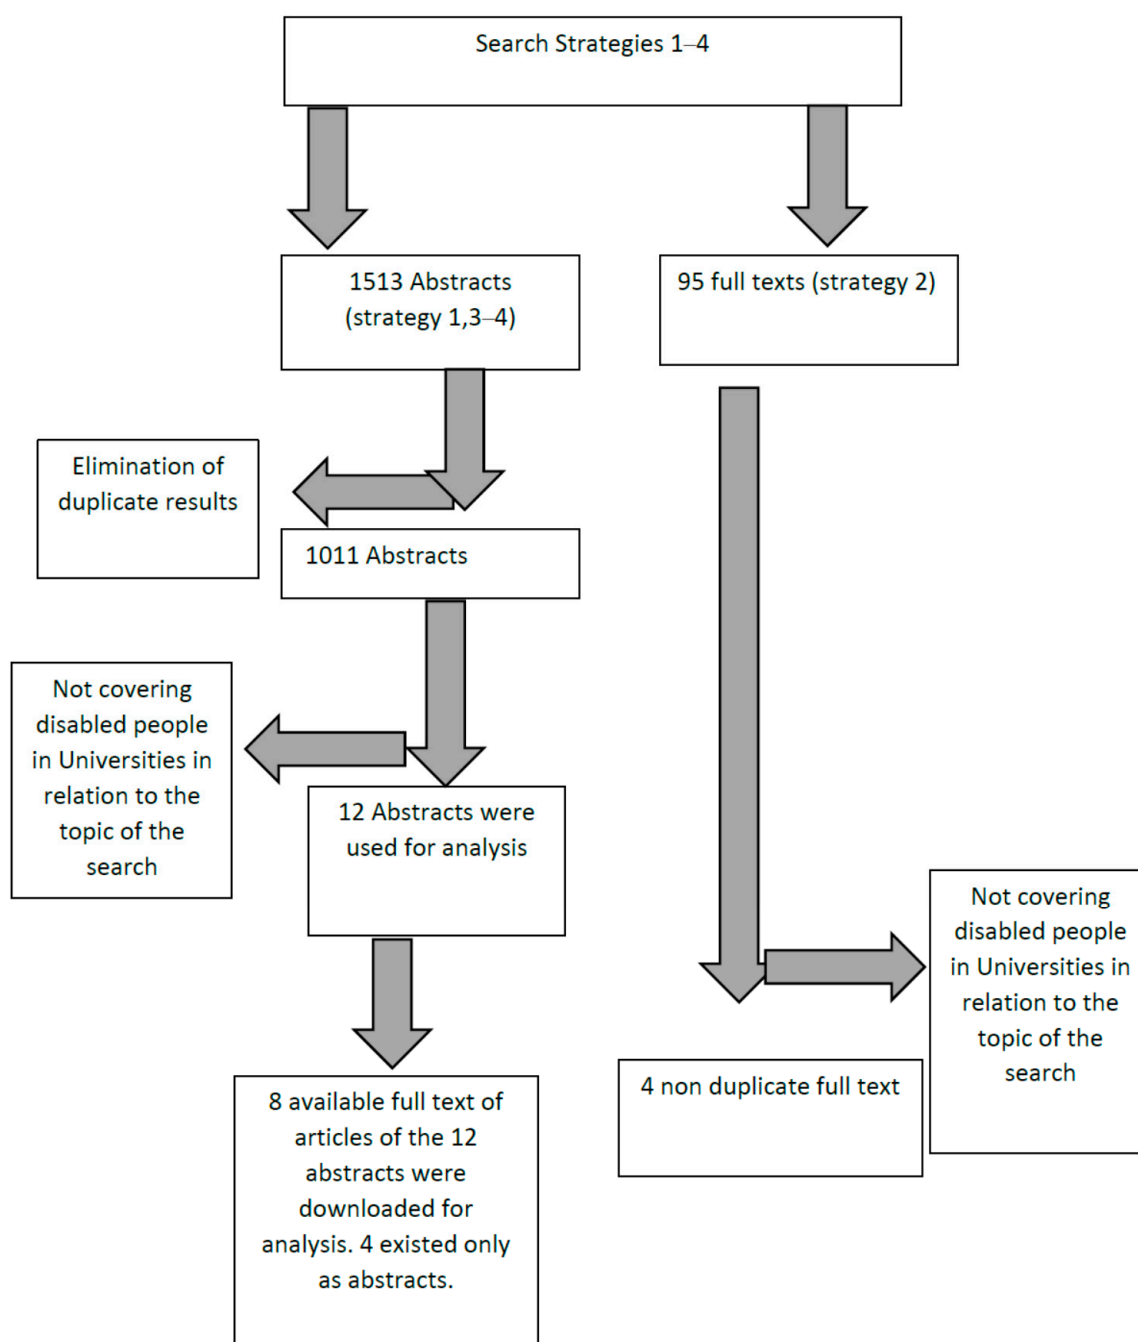 Search Strategies 1–4
1513 Abstracts
(strategy 1,3–4)
95 full texts (strategy 2)
Elimination of
duplicate results
1011 Abstracts
Not covering
disabled people
in Universities in
relation to the
topic of the
search
12 Abstracts were
used for analysis
Not covering
disabled people
in Universities in
relation to the
topic of the
search
4 non duplicate full text
8 available full text of
articles of the 12
abstracts were
downloaded for
analysis. 4 existed only
as abstracts.